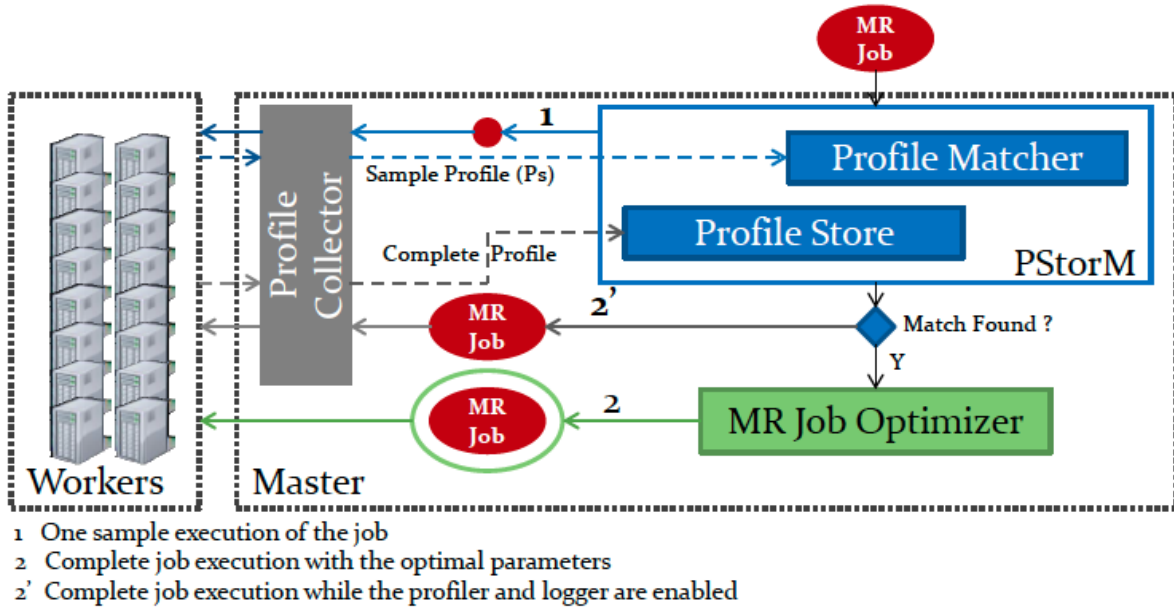 MR
Job
1
Profile Matcher
Sample Profile (Ps)
Profile
Collector
Profile Store
Complete Profile
PStorM
2'
MR
Job
Match Found ?
Y
2
MR
Job
MR Job Optimizer
Workers
Master
1 One sample execution of the job
2 Complete job execution with the optimal parameters
2' Complete job execution while the profiler and logger are enabled